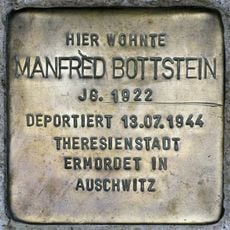 HIER WOHNTE
MANFRED BOTTSTEIN
JG. 1922
DEPORTIERT 13.07.1944
THERESIENSTADT
ERMORDET IN
AUSCHWITZ